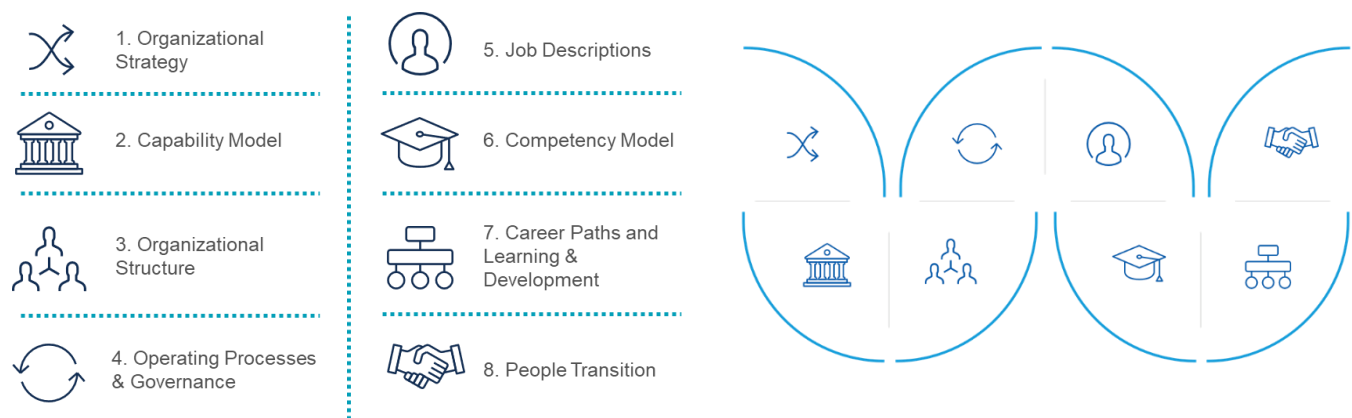 1. Organizational
Strategy
2. Capability Model
3. Organizational
Structure
4. Operating Processes
& Governance
5. Job Descriptions
6. Competency Model
7. Career Paths and
Learning &
Development
8. People Transition